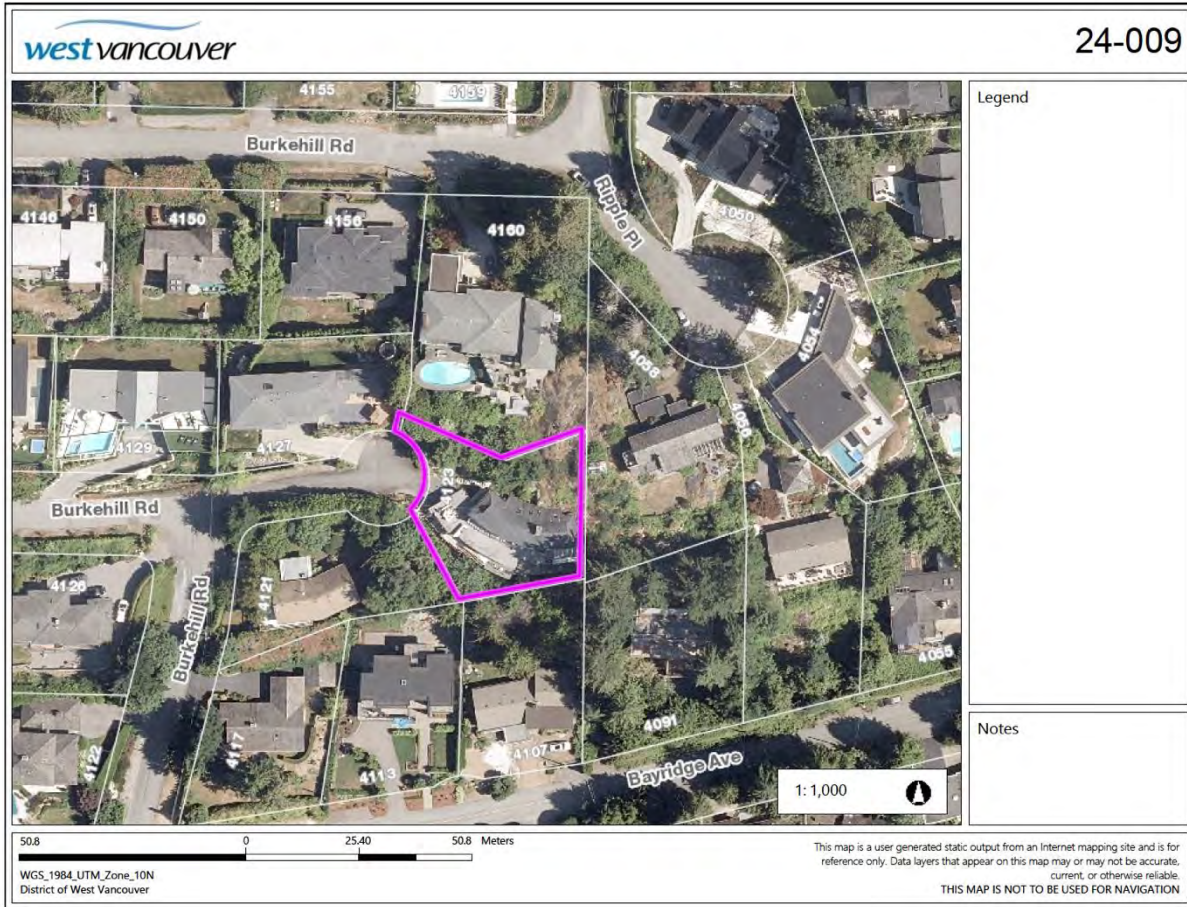 west vancouver
24-009
4155
4159
Burkehill Rd
Ripple Pl
4146
4150
4156
4160
4050
4054
4058
4060
4129
4127
4123
Burkehill Rd
4126
4121
Burkehill Rd
4055
4122
4117
4113
4107
4091
Bayridge Ave
1: 1,000
Legend
Notes
50.8
0
25.40
50.8 Meters
WGS_1984_UTM_Zone_10N
District of West Vancouver
This map is a user generated static output from an Internet mapping site and is for
reference only. Data layers that appear on this map may or may not be accurate,
current, or otherwise reliable.
THIS MAP IS NOT TO BE USED FOR NAVIGATION